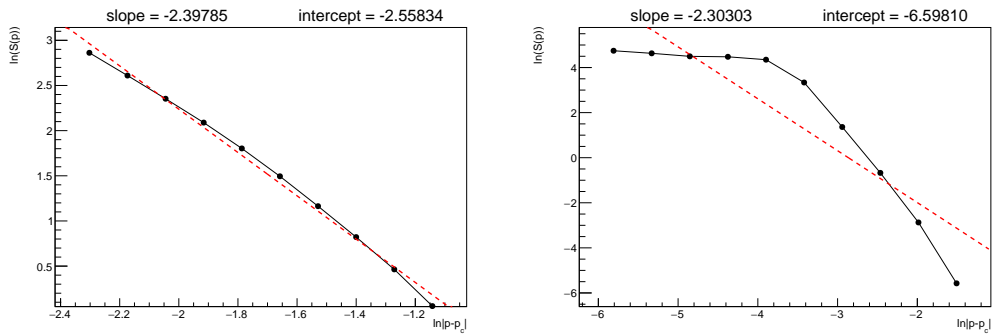 slope = -2.39785 intercept = -2.55834
ln(S(p))
3
2.5
2
1.5
1
0.5
−2.4 −2.2 −2 −1.8 −1.6 −1.4 −1.2
ln|p-p_c|
slope = -2.30303 intercept = -6.59810
ln(S(p))
4
2
0
−2
−4
−6
−6 −5 −4 −3 −2
ln|p-p_c|